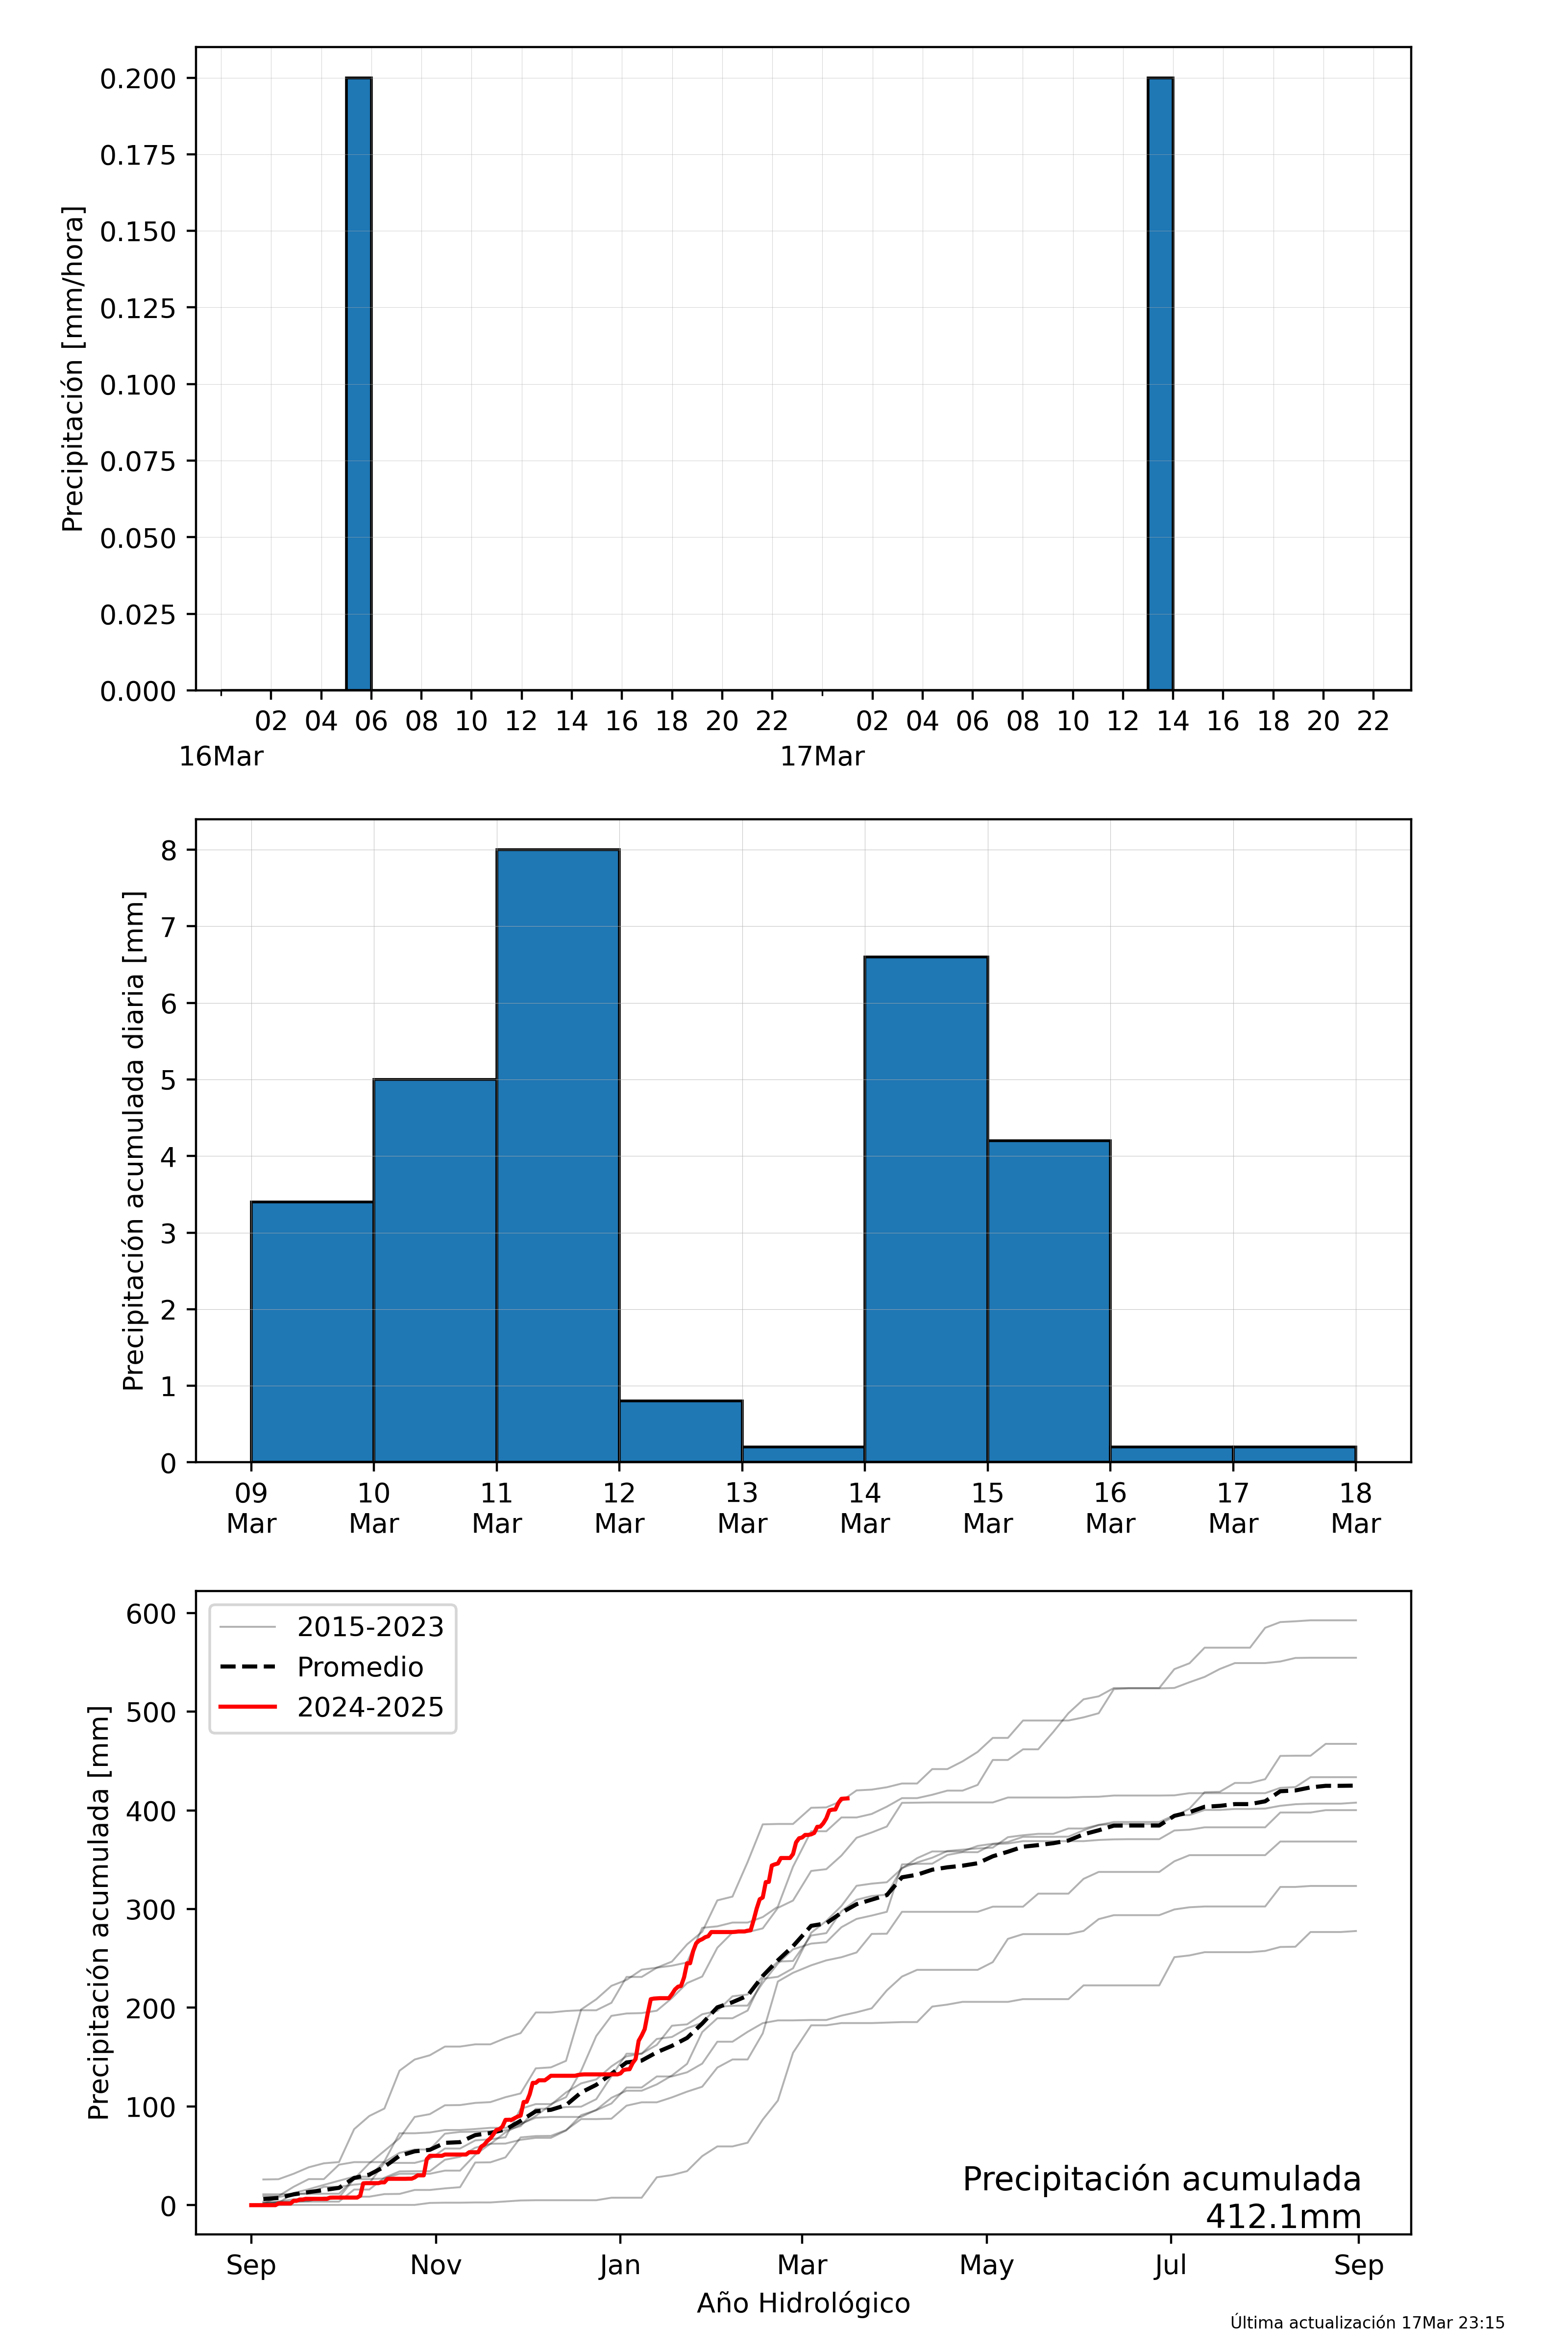 0.200
0.175
0.150
0.125
0.100
0.075
0.050
0.025
0.000
Precipitación [mm/hora]
02 04 06 08 10 12 14 16 18 20 22 02 04 06 08 10 12 14 16 18 20 22
16Mar 17Mar
8
7
6
5
4
3
2
1
0
Precipitación acumulada diaria [mm]
09 10 11 12 13 14 15 16 17 18
Mar Mar Mar Mar Mar Mar Mar Mar Mar Mar
600
500
400
300
200
100
0
Precipitación acumulada [mm]
2015-2023
Promedio
2024-2025
Precipitación acumulada
412.1mm
Sep Nov Jan Mar May Jul Sep
Año Hidrológico
Última actualización 17Mar 23:15